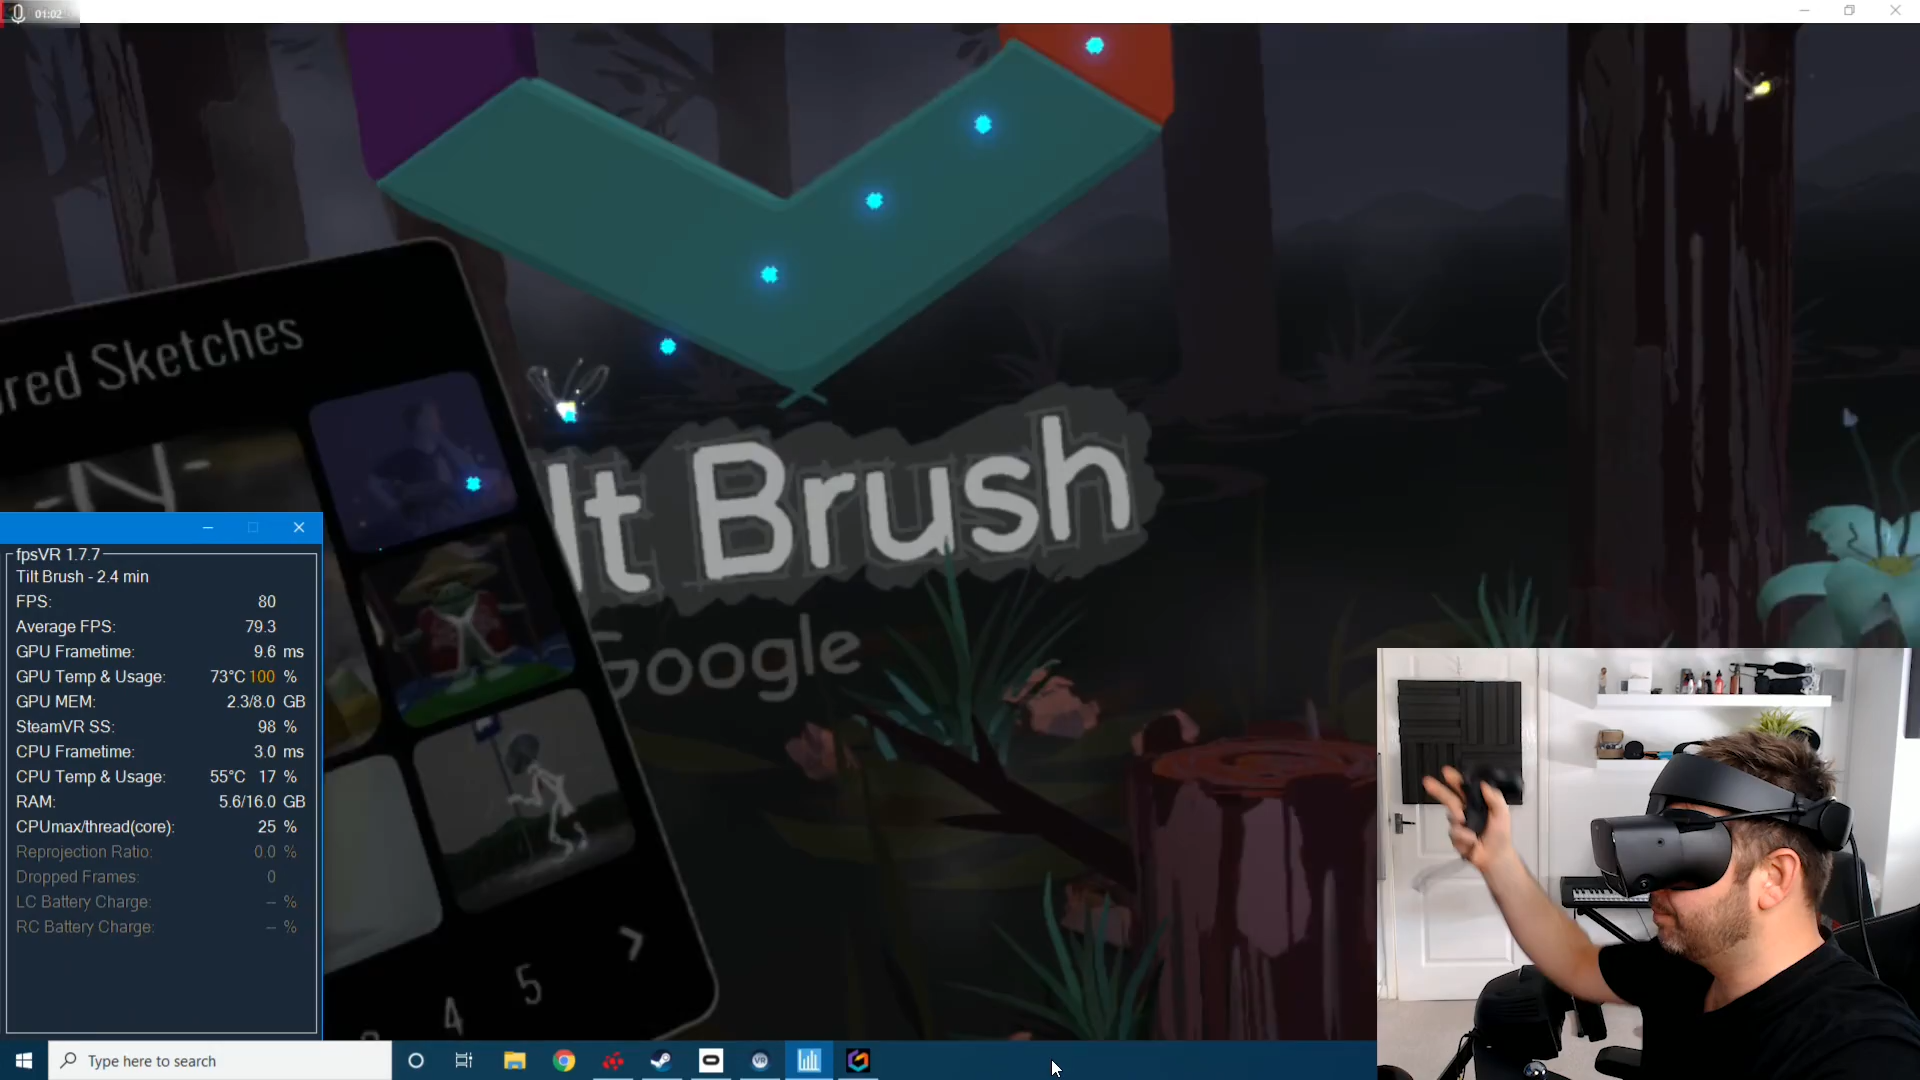 01:02
red Sketches
-N-
lt Brush
Google
4
5
fpsVR 1.7.7
Tilt Brush - 2.4 min
FPS: 80
Average FPS: 79.3
GPU Frametime: 9.6 ms
GPU Temp & Usage: 73°C 100 %
GPU MEM: 2.3/8.0 GB
SteamVR SS: 98 %
CPU Frametime: 3.0 ms
CPU Temp & Usage: 55°C 17 %
RAM: 5.6/16.0 GB
CPUmax/thread(core): 25 %
Reprojection Ratio: 0.0 %
Dropped Frames: 0
LC Battery Charge: -- %
RC Battery Charge: -- %
Type here to search
VR